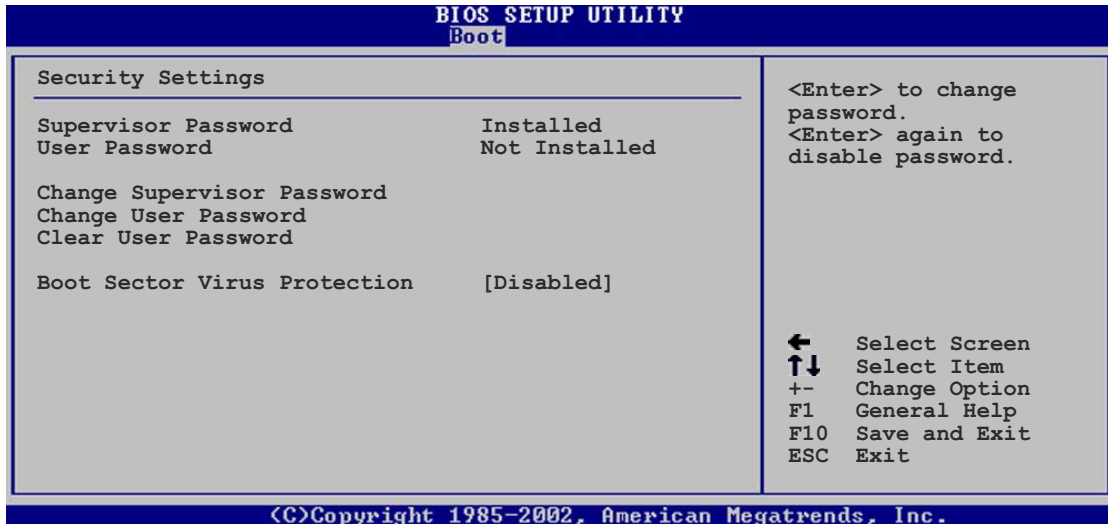 BIOS SETUP UTILITY
Boot
Security Settings
Supervisor Password Installed
User Password Not Installed
Change Supervisor Password
Change User Password
Clear User Password
Boot Sector Virus Protection [Disabled]
<Enter> to change
password.
<Enter> again to
disable password.
← Select Screen
↑↓ Select Item
+- Change Option
F1 General Help
F10 Save and Exit
ESC Exit
(C)Copyright 1985-2002, American Megatrends, Inc.